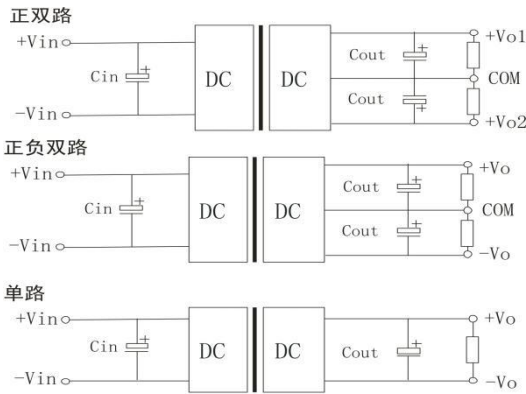 正双路
+Vin
Cin
+
-Vin
DC
DC
Cout
+
Cout
+
+Vo1
COM
+Vo2
正负双路
+Vin
Cin
+
-Vin
DC
DC
Cout
+
Cout
+
+Vo
COM
-Vo
单路
+Vin
Cin
+
-Vin
DC
DC
Cout
+
+Vo
-Vo